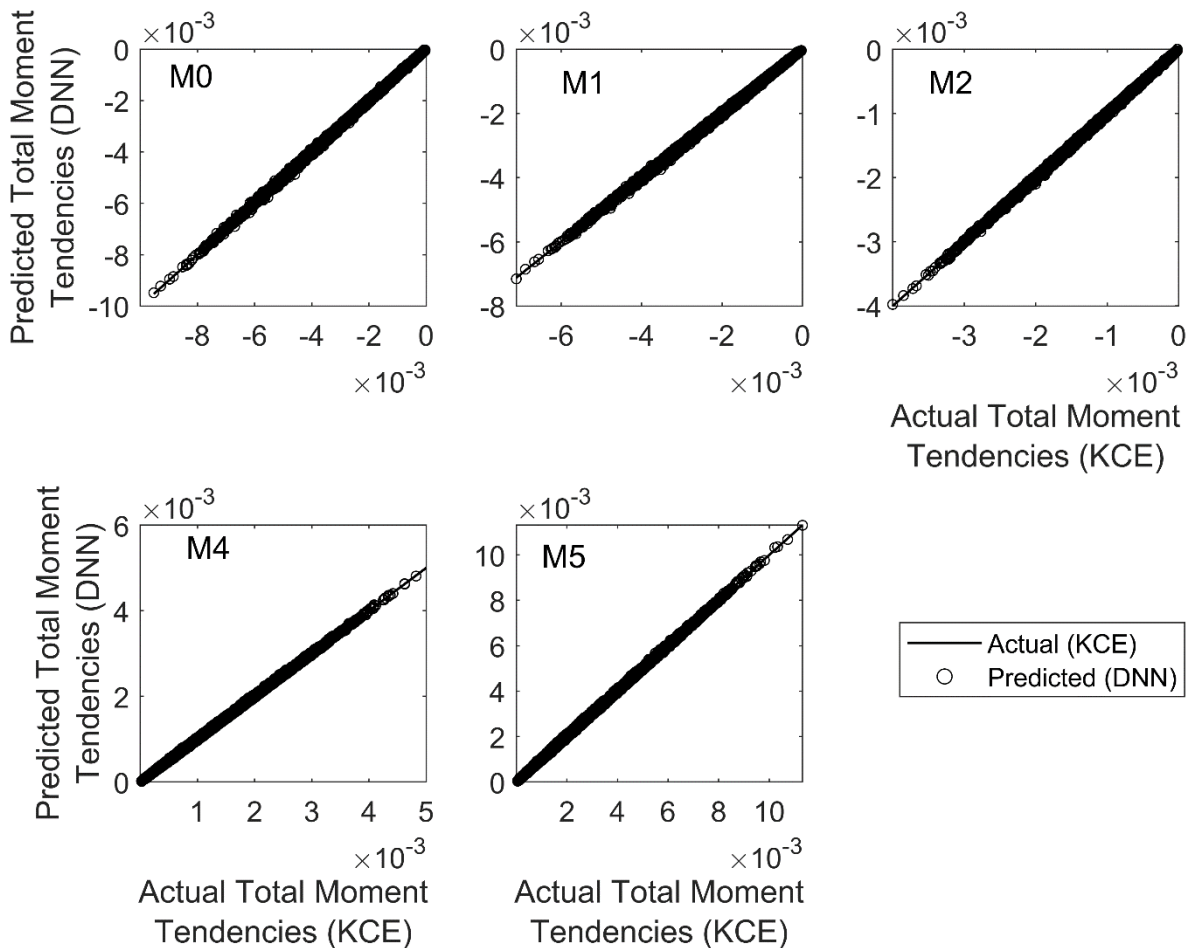 ×10-3
×10-3
×10-3
Predicted Total Moment
Tendencies (DNN)
M0
M1
M2
0
-2
-4
-6
-8
-10
0
-2
-4
-6
-8
0
-1
-2
-3
-4
-8 -6 -4 -2 0
-6 -4 -2 0
-3 -2 -1 0
×10-3
×10-3
×10-3
Actual Total Moment
Tendencies (KCE)
×10-3
×10-3
Predicted Total Moment
Tendencies (DNN)
M4
M5
6
4
2
0
10
8
6
4
2
0
1 2 3 4 5
2 4 6 8 10
×10-3
×10-3
Actual Total Moment
Tendencies (KCE)
Actual Total Moment
Tendencies (KCE)
Actual (KCE)
Predicted (DNN)